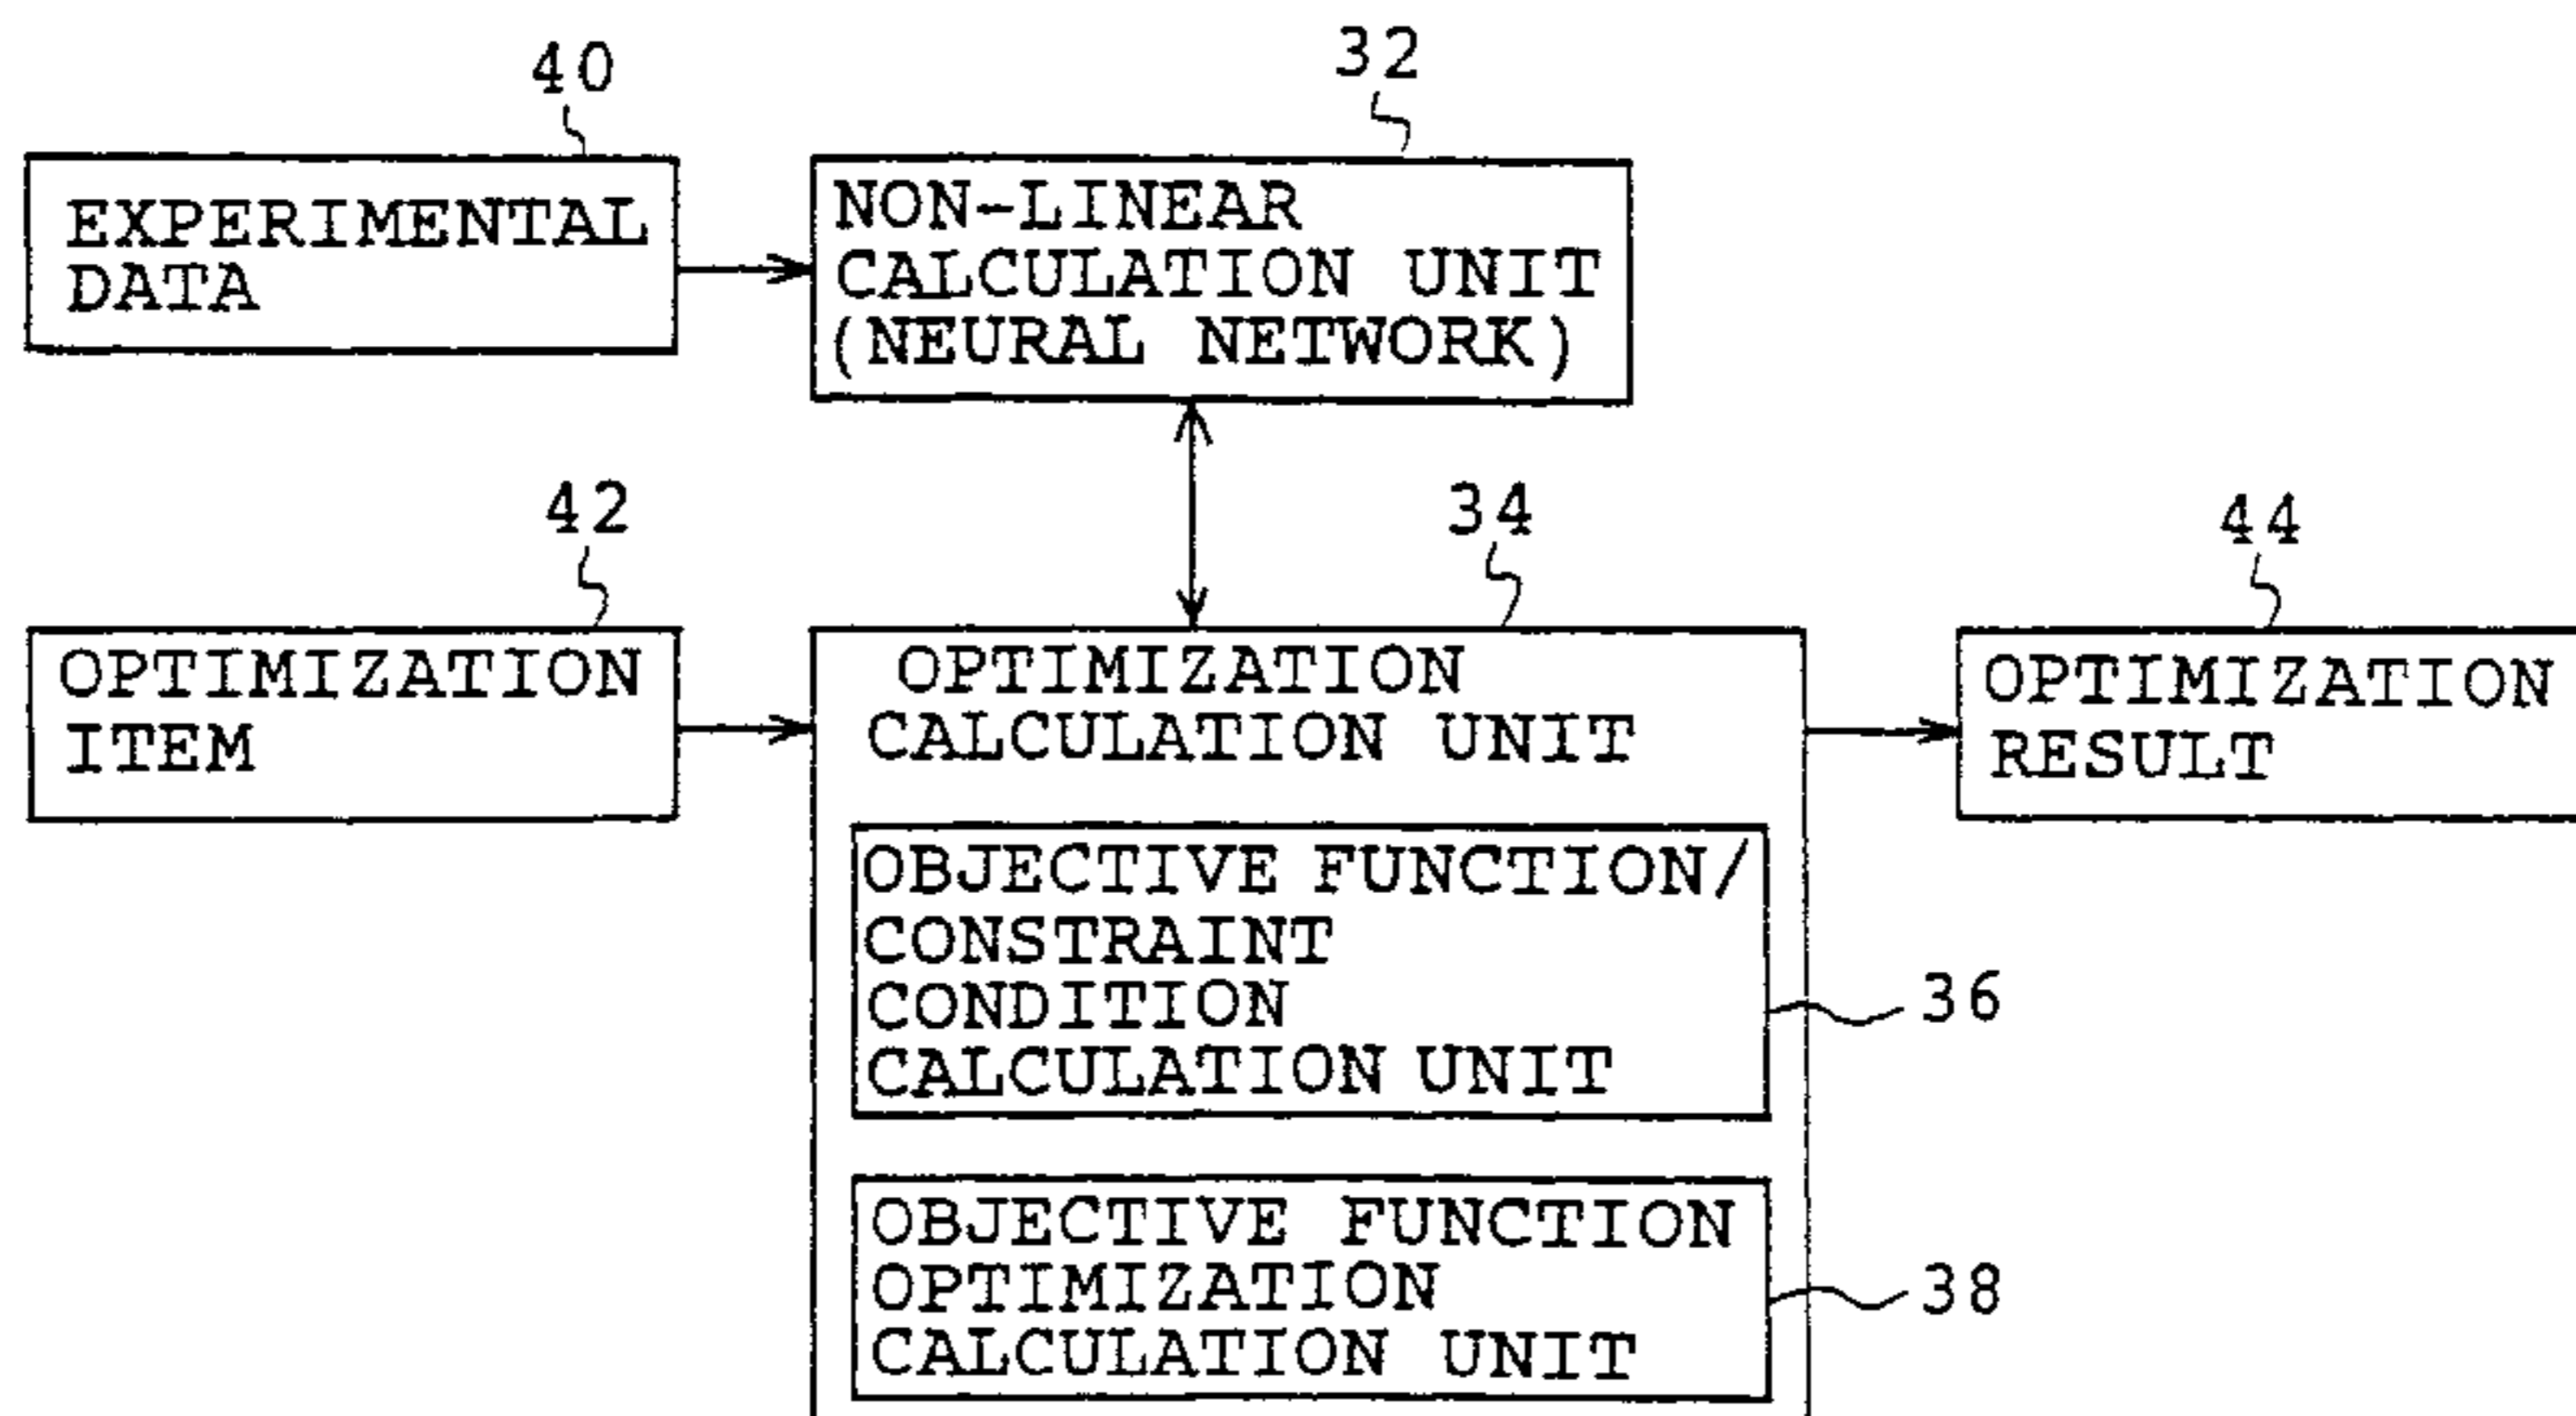 40
32
EXPERIMENTAL
DATA
NON-LINEAR
CALCULATION UNIT
(NEURAL NETWORK)
42
34
44
OPTIMIZATION
ITEM
OPTIMIZATION
CALCULATION UNIT
OPTIMIZATION
RESULT
OBJECTIVE FUNCTION/
CONSTRAINT
CONDITION
CALCULATION UNIT
36
OBJECTIVE FUNCTION
OPTIMIZATION
CALCULATION UNIT
38